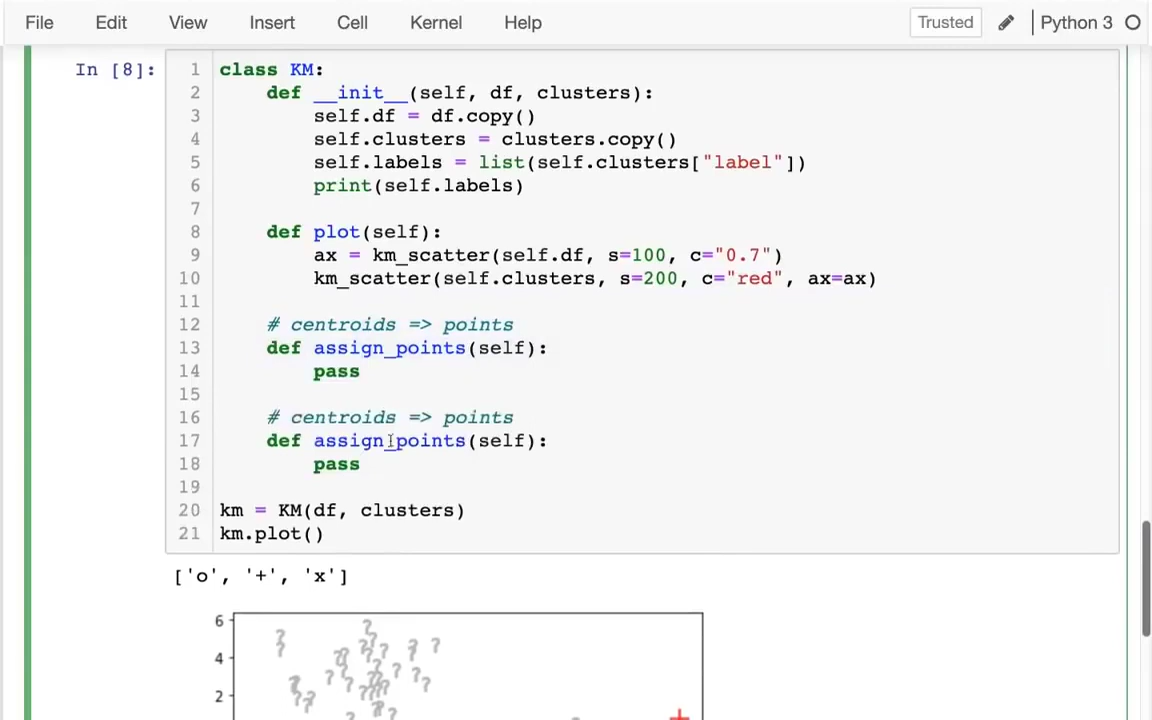 File Edit View Insert Cell Kernel Help Trusted Python 3
In [8]:
1 class KM:
2     def __init__(self, df, clusters):
3         self.df = df.copy()
4         self.clusters = clusters.copy()
5         self.labels = list(self.clusters["label"])
6         print(self.labels)
7
8     def plot(self):
9         ax = km_scatter(self.df, s=100, c="0.7")
10         km_scatter(self.clusters, s=200, c="red", ax=ax)
11
12     # centroids => points
13     def assign_points(self):
14         pass
15
16     # centroids => points
17     def assign_points(self):
18         pass
19
20 km = KM(df, clusters)
21 km.plot()
['o', '+', 'x']
6
4
2